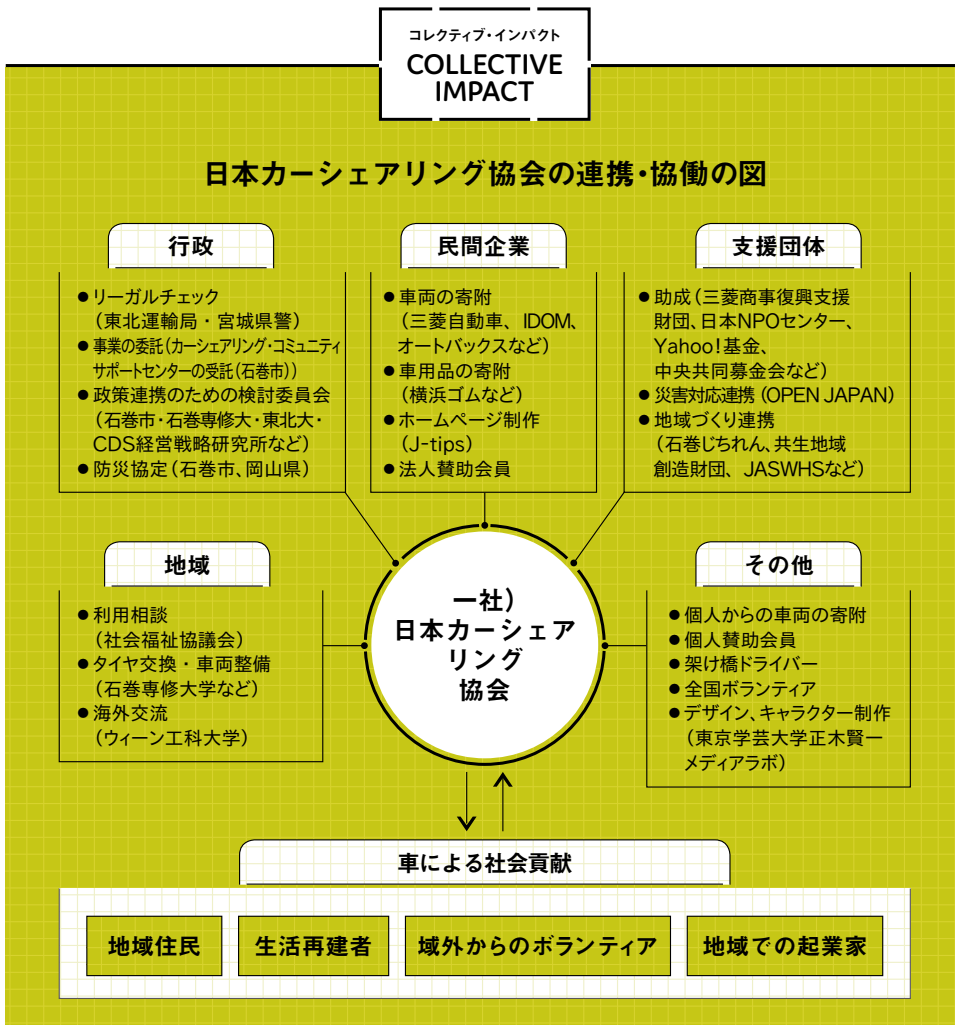 コレクティブ・インパクト
COLLECTIVE
IMPACT
日本カーシェアリング協会の連携・協働の図
行政
●リーガルチェック
（東北運輸局・宮城県警）
●事業の委託（カーシェアリング・コミュニティ
サポートセンターの受託（石巻市））
●政策連携のための検討委員会
（石巻市・石巻専修大・東北大・
CDS経営戦略研究所など）
●防災協定（石巻市、岡山県）
民間企業
●車両の寄附
（三菱自動車、IDOM、
オートバックスなど）
●車用品の寄附
（横浜ゴムなど）
●ホームページ制作
（J-tips）
●法人賛助会員
支援団体
●助成（三菱商事復興支援
財団、日本NPOセンター、
Yahoo!基金、
中央共同募金会など）
●災害対応連携（OPEN JAPAN）
●地域づくり連携
（石巻じちれん、共生地域
創造財団、JASWHSなど）
地域
●利用相談
（社会福祉協議会）
●タイヤ交換・車両整備
（石巻専修大学など）
●海外交流
（ウィーン工科大学）
一社）
日本カーシェア
リング
協会
その他
●個人からの車両の寄附
●個人賛助会員
●架け橋ドライバー
●全国ボランティア
●デザイン、キャラクター制作
（東京学芸大学正木賢一
メディアラボ）
車による社会貢献
地域住民
生活再建者
域外からのボランティア
地域での起業家